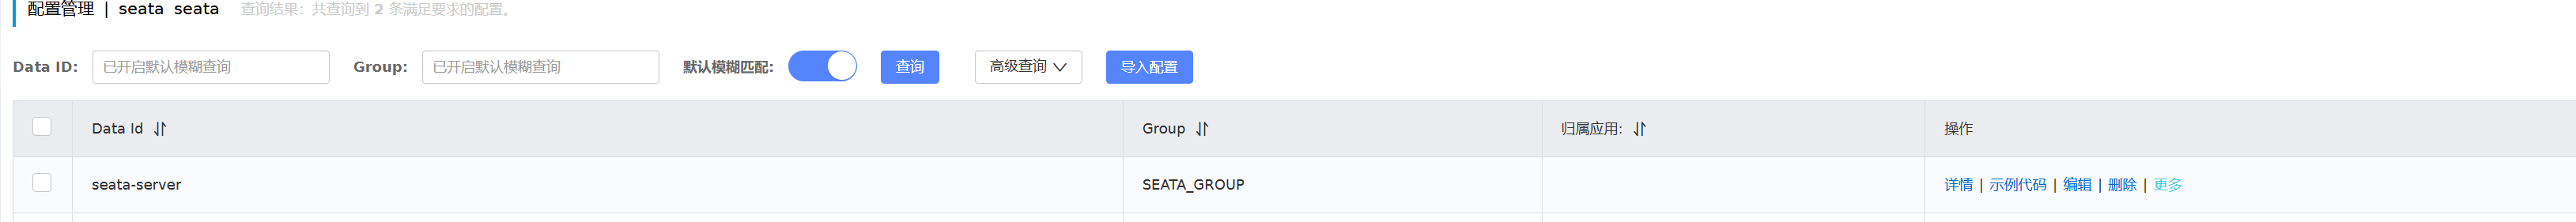 配置管理 | seata seata 查询结果：共查询到 2 条满足要求的配置。
Data ID: 已开启默认模糊查询 Group: 已开启默认模糊查询 默认模糊匹配: 查询 高级查询 导入配置
Data Id Group 归属应用: 操作
seata-server SEATA_GROUP 详情 | 示例代码 | 编辑 | 删除 | 更多